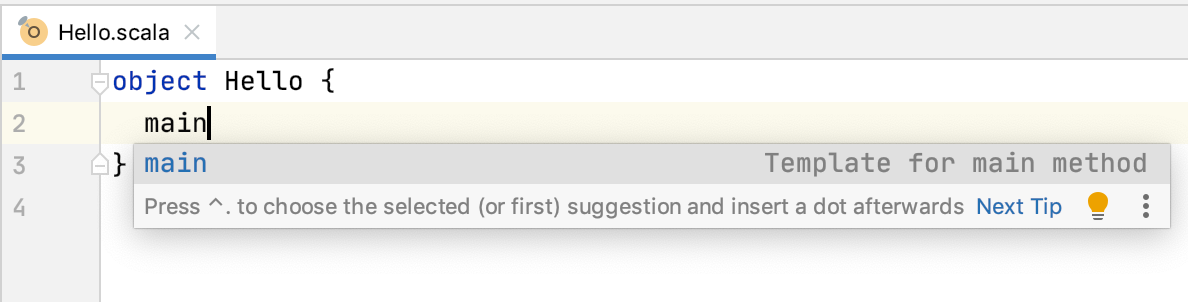 Hello.scala
1 object Hello {
2 main
3 }
main Template for main method
Press ^. to choose the selected (or first) suggestion and insert a dot afterwards Next Tip
4